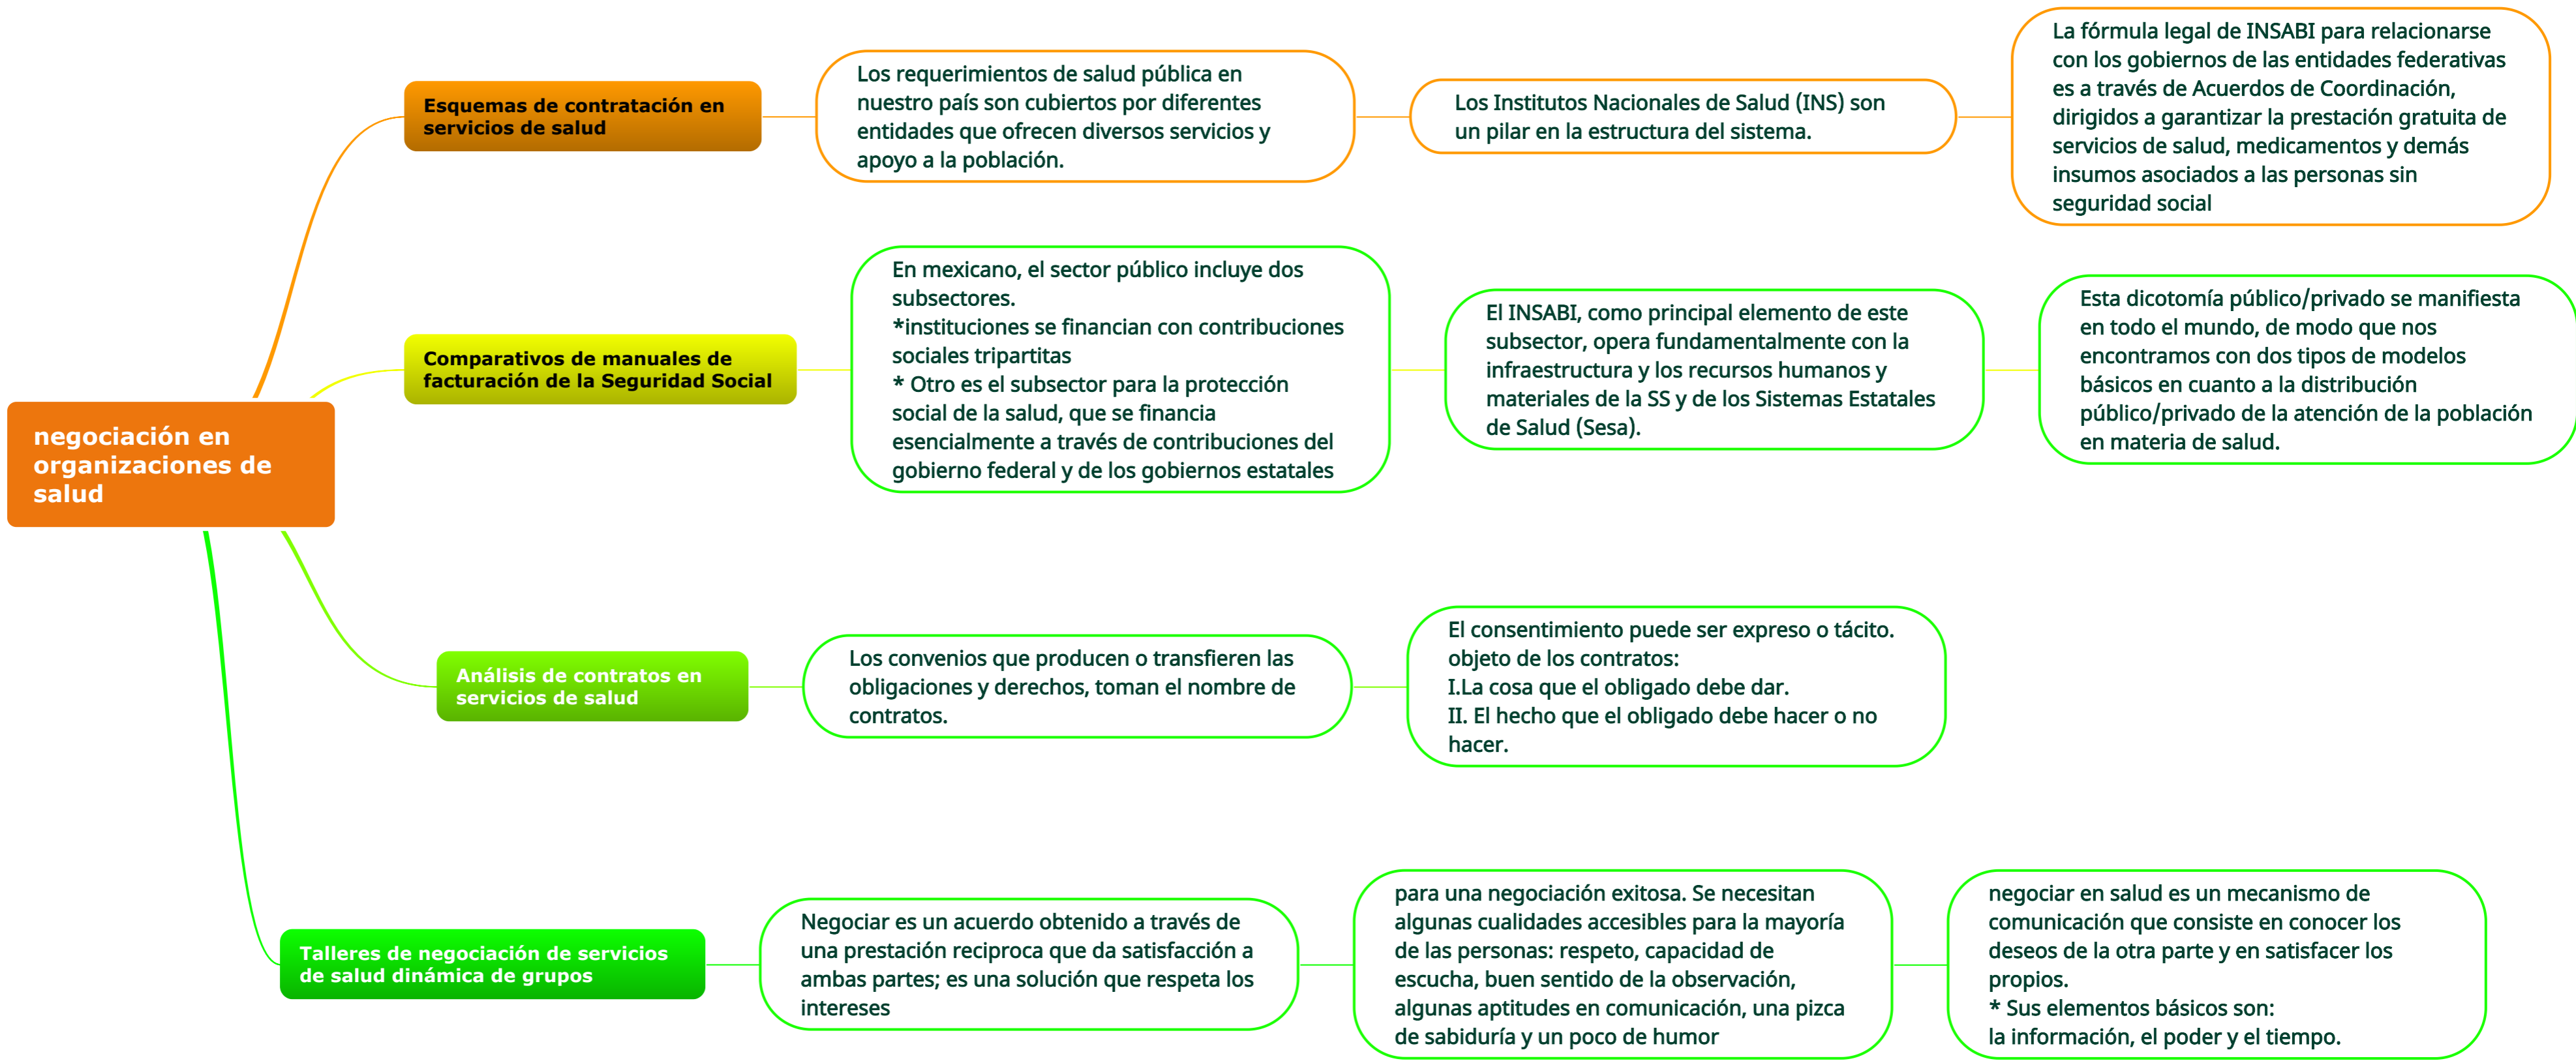 negociación en
organizaciones de
salud
Esquemas de contratación en
servicios de salud
Los requerimientos de salud pública en
nuestro país son cubiertos por diferentes
entidades que ofrecen diversos servicios y
apoyo a la población.
Los Institutos Nacionales de Salud (INS) son
un pilar en la estructura del sistema.
La fórmula legal de INSABI para relacionarse
con los gobiernos de las entidades federativas
es a través de Acuerdos de Coordinación,
dirigidos a garantizar la prestación gratuita de
servicios de salud, medicamentos y demás
insumos asociados a las personas sin
seguridad social
Comparativos de manuales de
facturación de la Seguridad Social
En mexicano, el sector público incluye dos
subsectores.
*instituciones se financian con contribuciones
sociales tripartitas
* Otro es el subsector para la protección
social de la salud, que se financia
esencialmente a través de contribuciones del
gobierno federal y de los gobiernos estatales
El INSABI, como principal elemento de este
subsector, opera fundamentalmente con la
infraestructura y los recursos humanos y
materiales de la SS y de los Sistemas Estatales
de Salud (Sesa).
Esta dicotomía público/privado se manifiesta
en todo el mundo, de modo que nos
encontramos con dos tipos de modelos
básicos en cuanto a la distribución
público/privado de la atención de la población
en materia de salud.
Análisis de contratos en
servicios de salud
Los convenios que producen o transfieren las
obligaciones y derechos, toman el nombre de
contratos.
El consentimiento puede ser expreso o tácito.
objeto de los contratos:
I.La cosa que el obligado debe dar.
II. El hecho que el obligado debe hacer o no
hacer.
Talleres de negociación de servicios
de salud dinámica de grupos
Negociar es un acuerdo obtenido a través de
una prestación reciproca que da satisfacción a
ambas partes; es una solución que respeta los
intereses
para una negociación exitosa. Se necesitan
algunas cualidades accesibles para la mayoría
de las personas: respeto, capacidad de
escucha, buen sentido de la observación,
algunas aptitudes en comunicación, una pizca
de sabiduría y un poco de humor
negociar en salud es un mecanismo de
comunicación que consiste en conocer los
deseos de la otra parte y en satisfacer los
propios.
* Sus elementos básicos son:
la información, el poder y el tiempo.